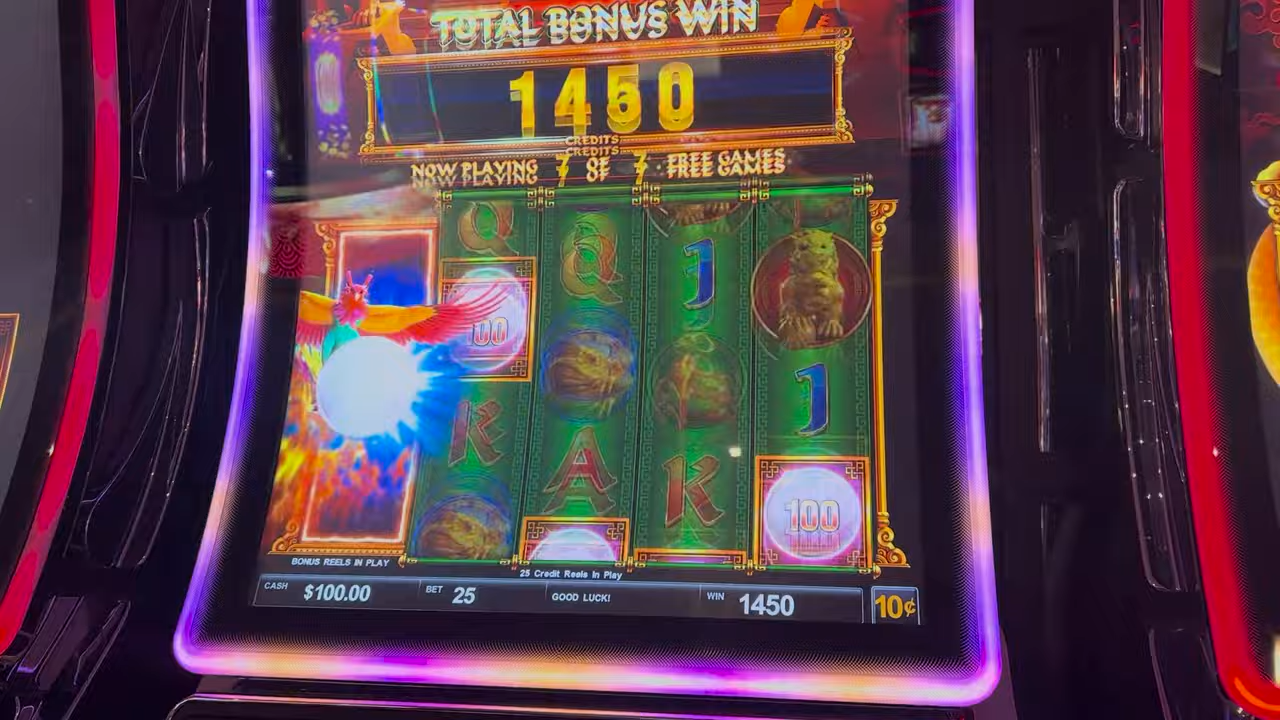 TOTAL BONUS WIN
1450
CREDITS
NOW PLAYING 7 OF 7 FREE GAMES
Q Q J
100
J
K A K
100
BONUS REELS IN PLAY
25 Credit Reels In Play
CASH $100.00 BET 25 GOOD LUCK! WIN 1450 10¢